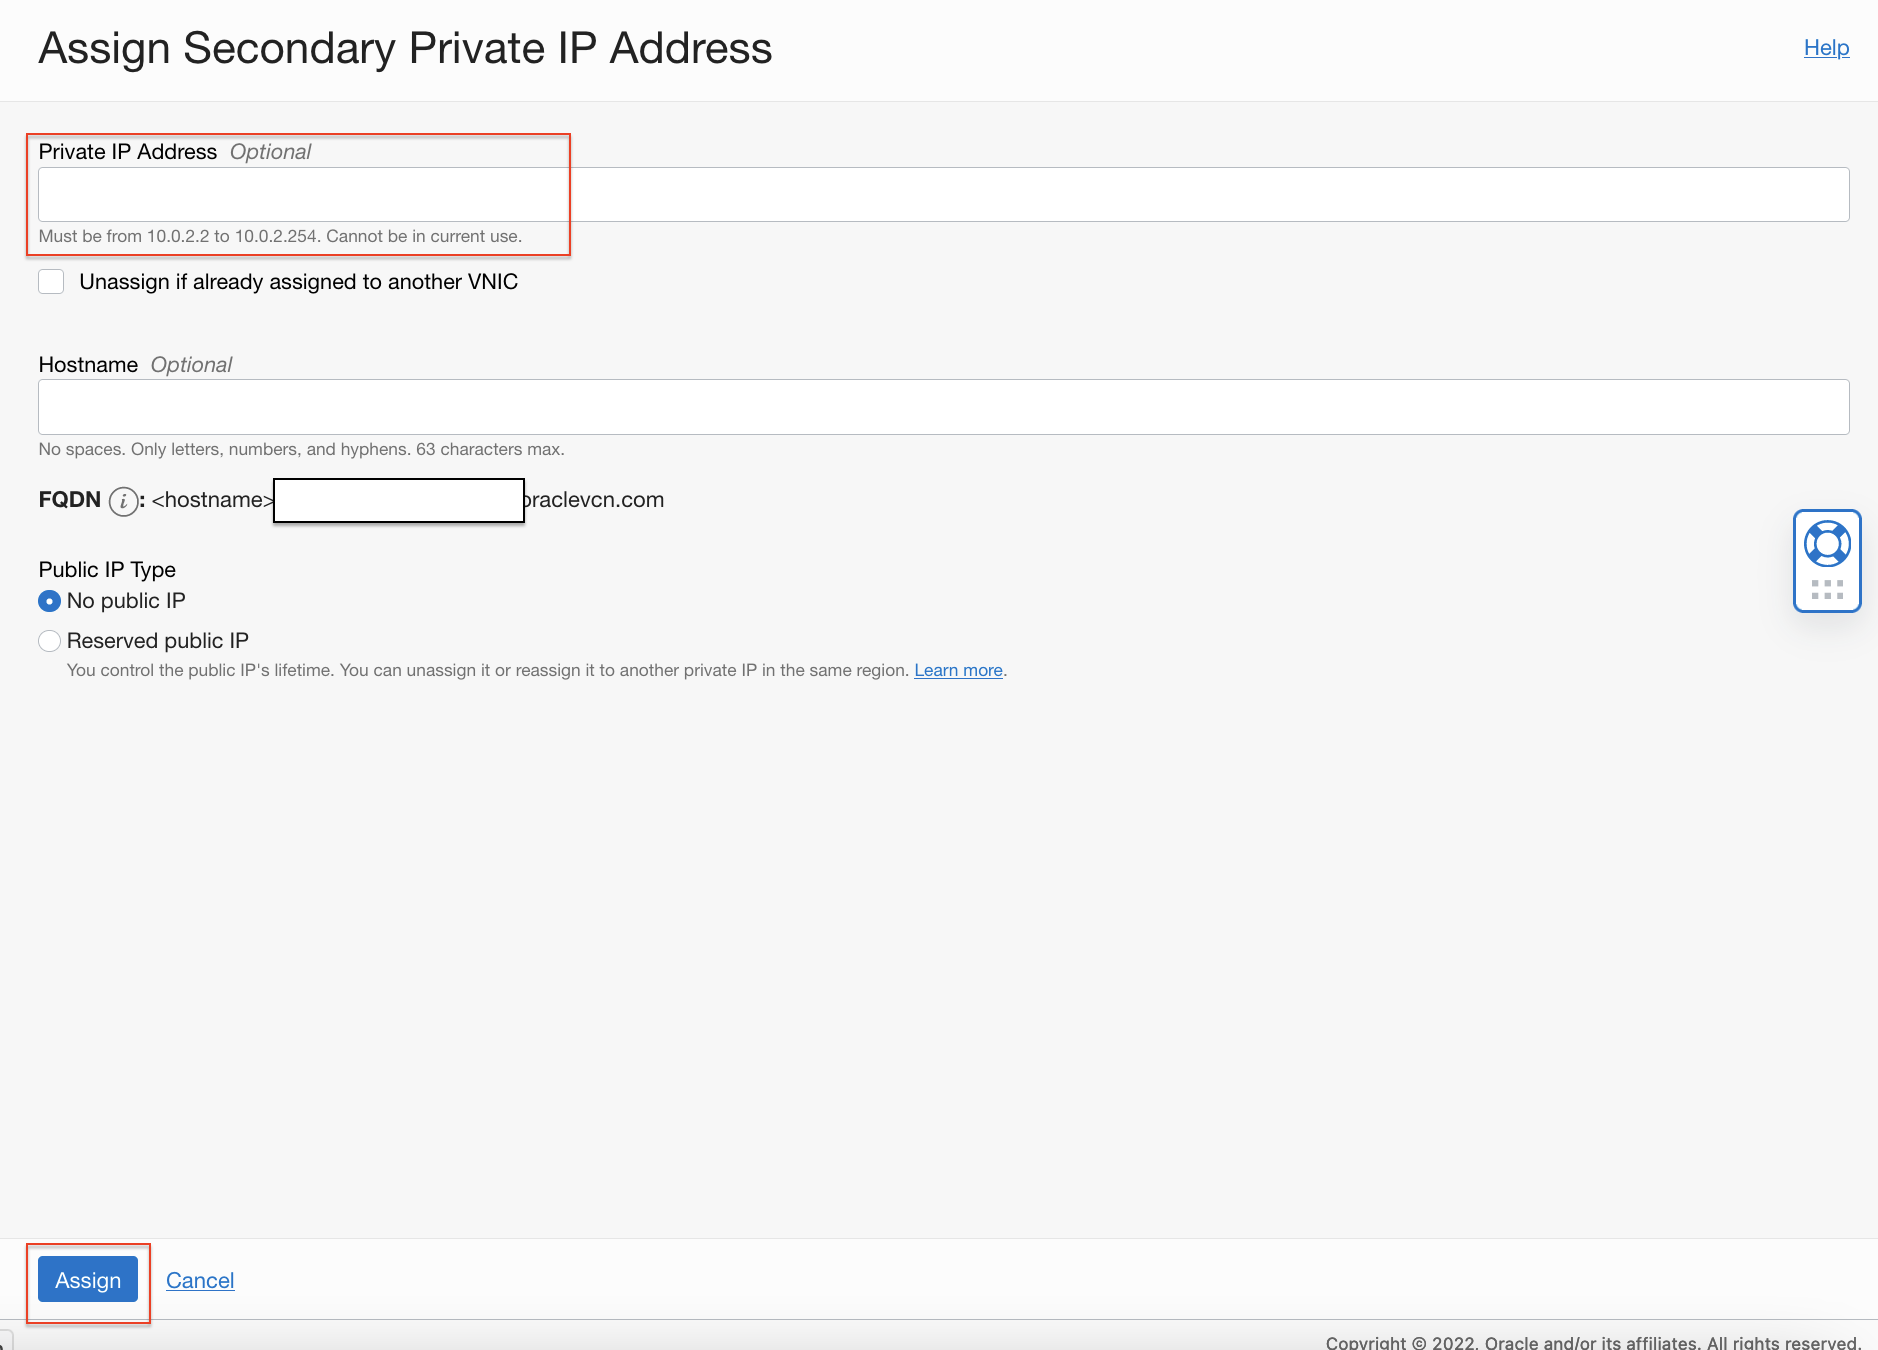 Assign Secondary Private IP Address
Help
Private IP Address Optional
Must be from 10.0.2.2 to 10.0.2.254. Cannot be in current use.
Unassign if already assigned to another VNIC
Hostname Optional
No spaces. Only letters, numbers, and hyphens. 63 characters max.
FQDN i: <hostname> oraclevcn.com
Public IP Type
No public IP
Reserved public IP
You control the public IP's lifetime. You can unassign it or reassign it to another private IP in the same region. Learn more.
Assign Cancel
Copyright © 2022, Oracle and/or its affiliates. All rights reserved.